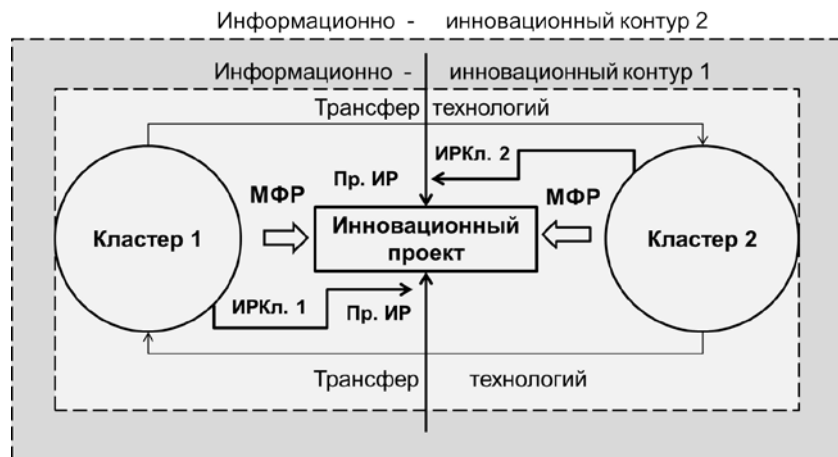 Информационно - инновационный контур 2
Информационно - инновационный контур 1
Трансфер технологий
ИРКл. 2
Пр. ИР
МФР
МФР
Кластер 1
Инновационный
проект
Кластер 2
ИРКл. 1
Пр. ИР
Трансфер технологий